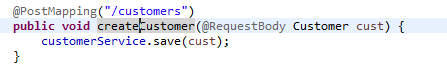 @PostMapping("/customers")
public void createCustomer(@RequestBody Customer cust) {
customerService.save(cust);
}